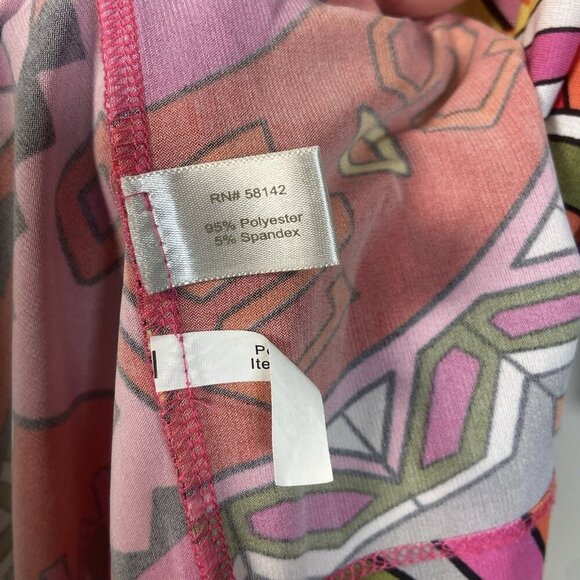 RN# 58142
95% Polyester
5% Spandex